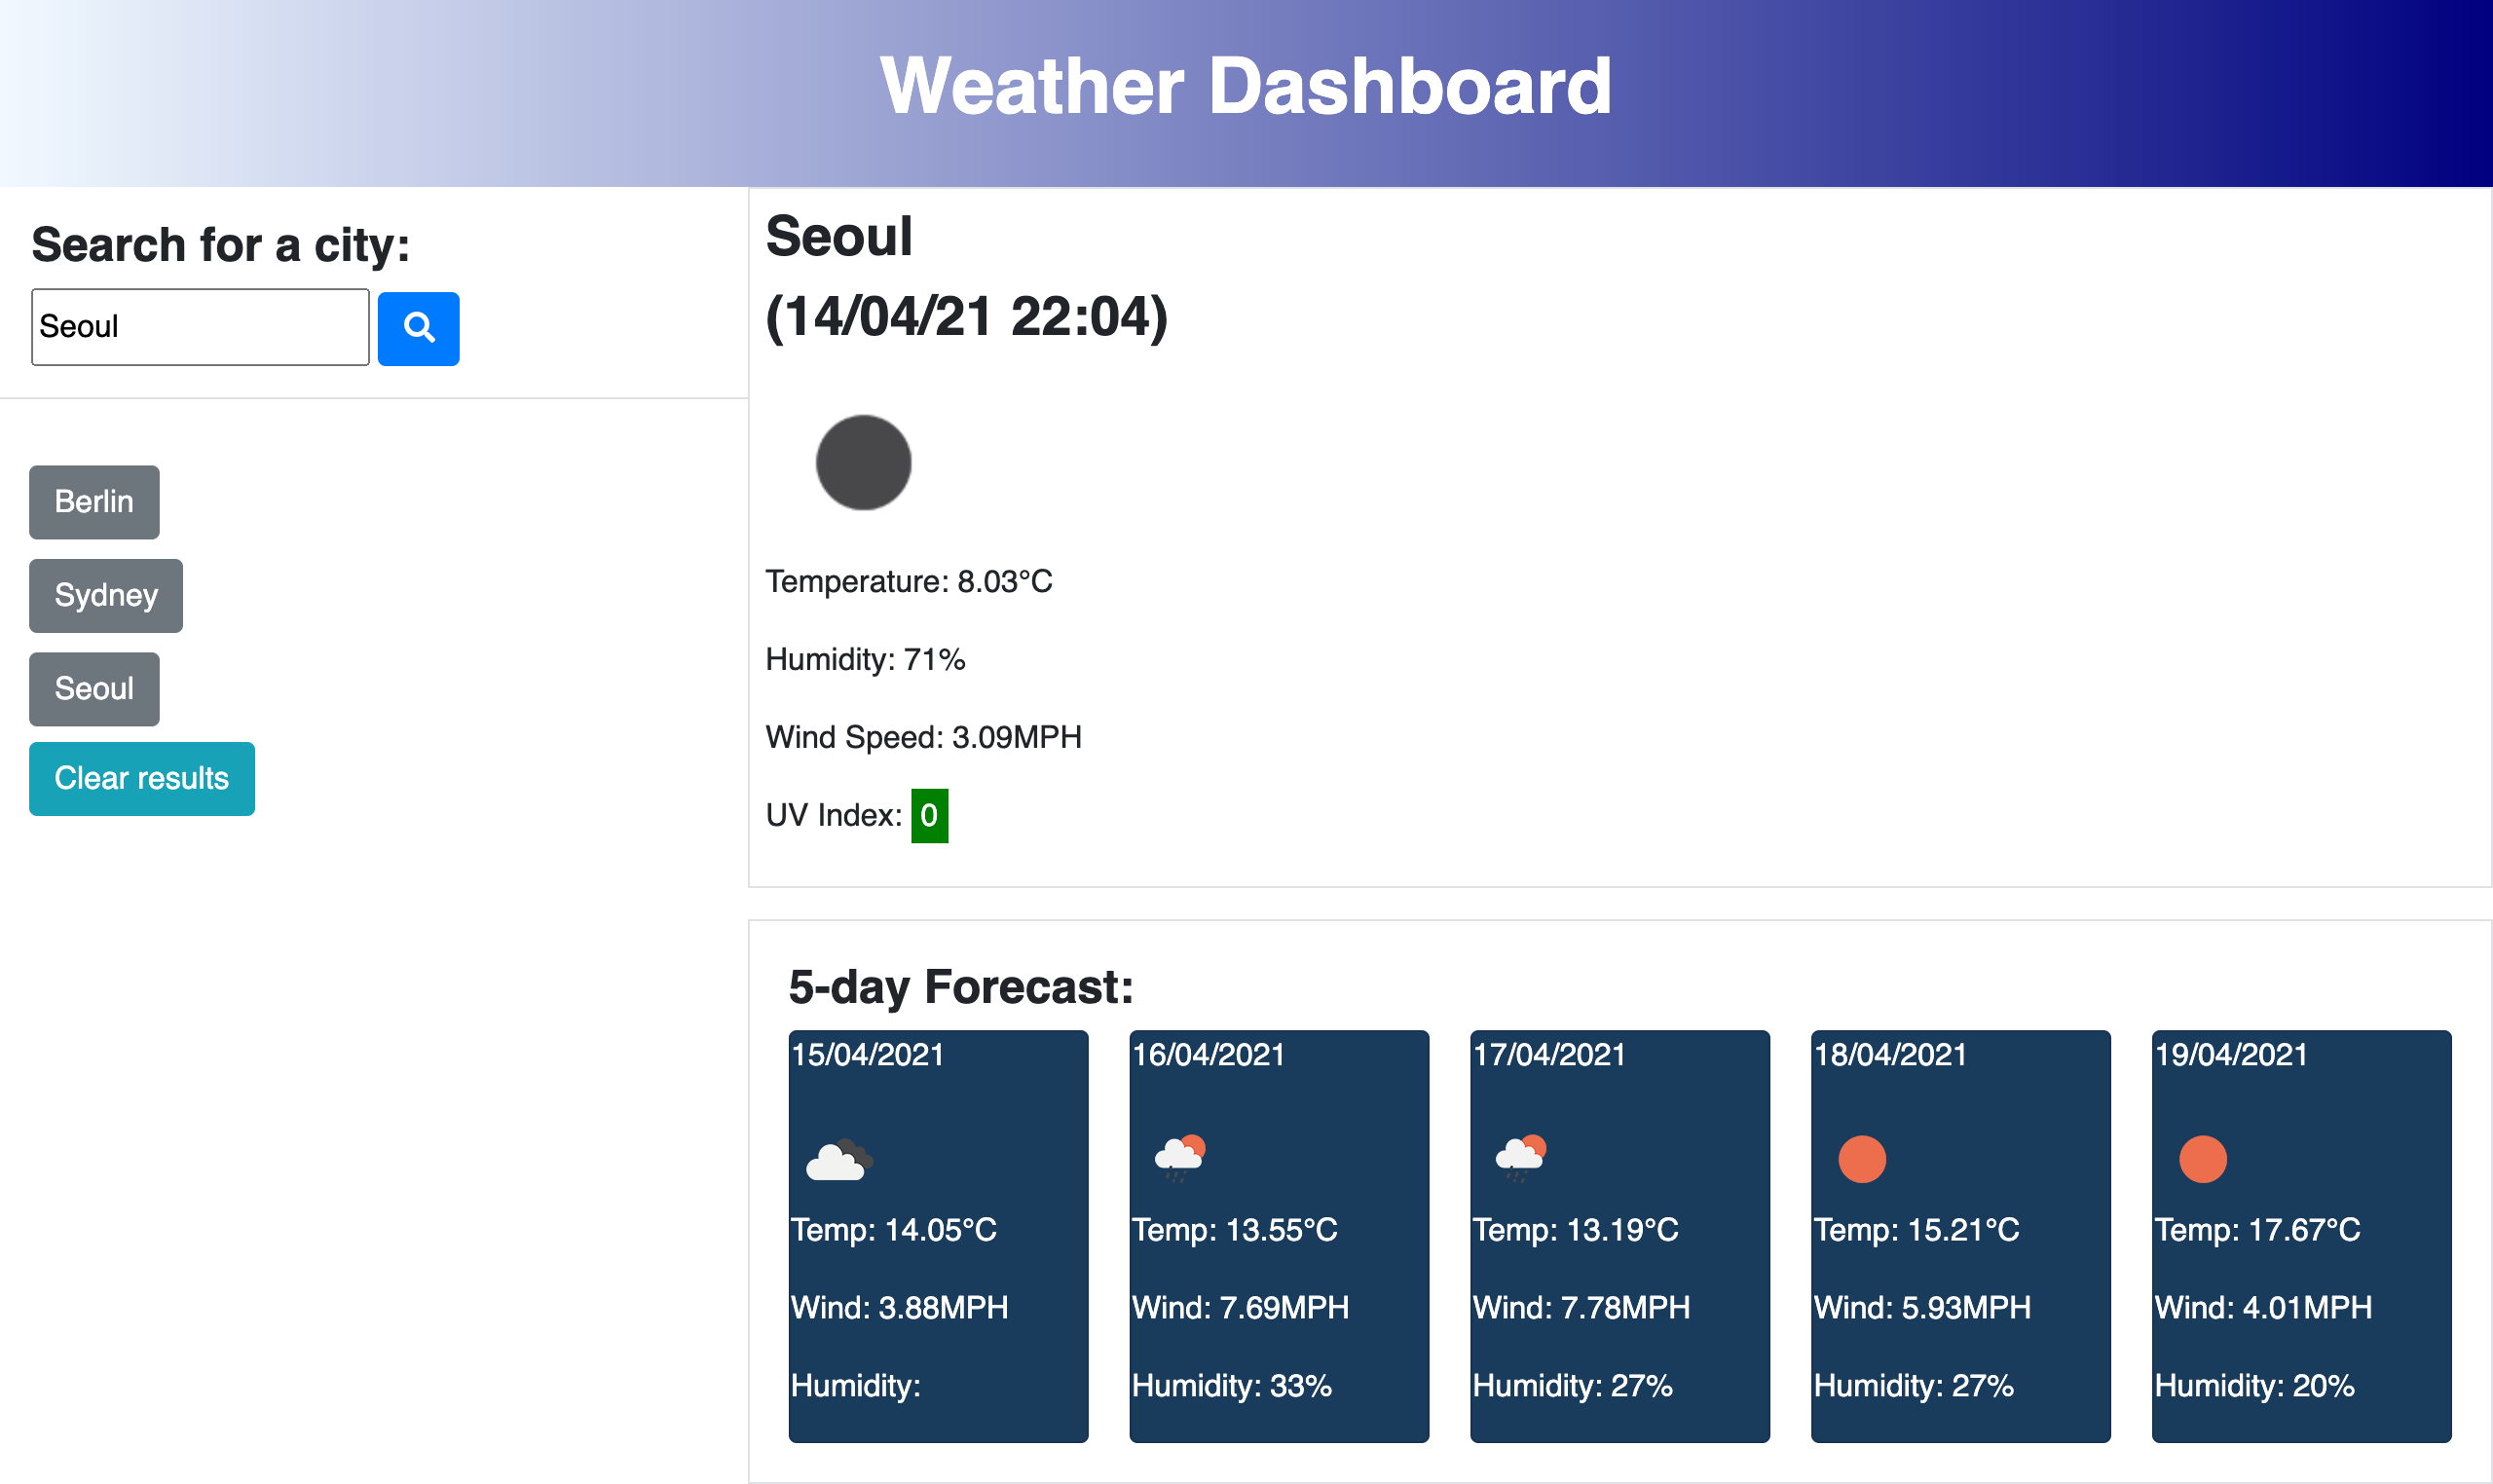 Weather Dashboard
Search for a city:
Seoul
Berlin
Sydney
Seoul
Clear results
Seoul
(14/04/21 22:04)
Temperature: 8.03°C
Humidity: 71%
Wind Speed: 3.09MPH
UV Index: 0
5-day Forecast:
15/04/2021
Temp: 14.05°C
Wind: 3.88MPH
Humidity:
16/04/2021
Temp: 13.55°C
Wind: 7.69MPH
Humidity: 33%
17/04/2021
Temp: 13.19°C
Wind: 7.78MPH
Humidity: 27%
18/04/2021
Temp: 15.21°C
Wind: 5.93MPH
Humidity: 27%
19/04/2021
Temp: 17.67°C
Wind: 4.01MPH
Humidity: 20%